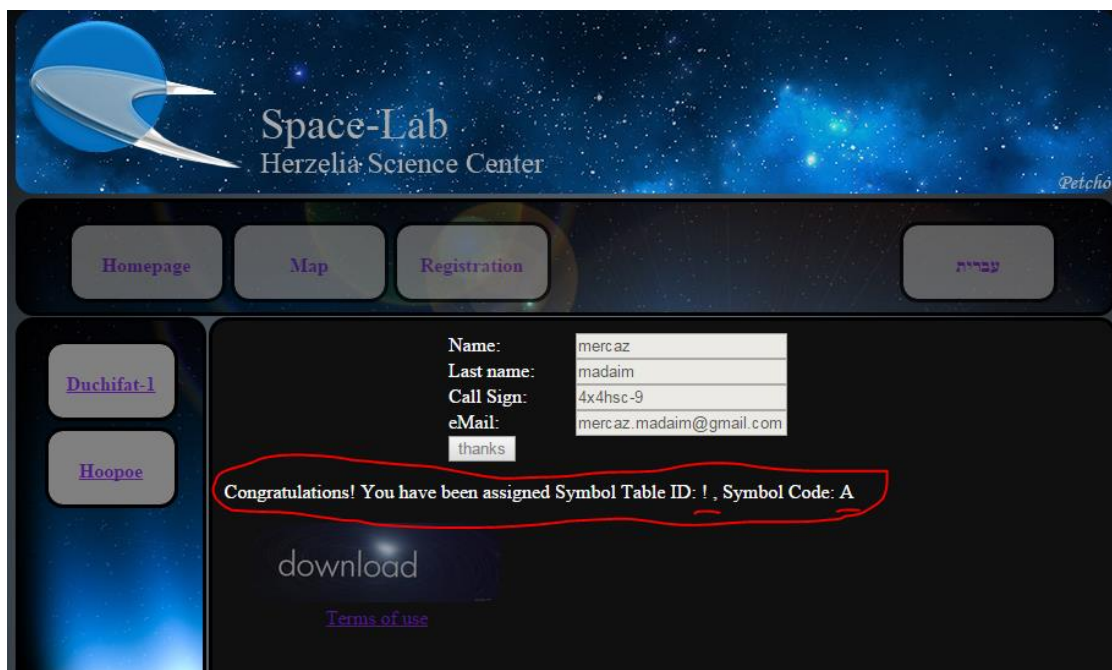 Space-Lab
Herzelia Science Center
Petcho
Homepage
Map
Registration
עברית
Duchifat-1
Hoopoe
Name: mercaz
Last name: madaim
Call Sign: 4x4hsc-9
eMail: mercaz.madaim@gmail.com
thanks
Congratulations! You have been assigned Symbol Table ID: ! , Symbol Code: A
download
Terms of use